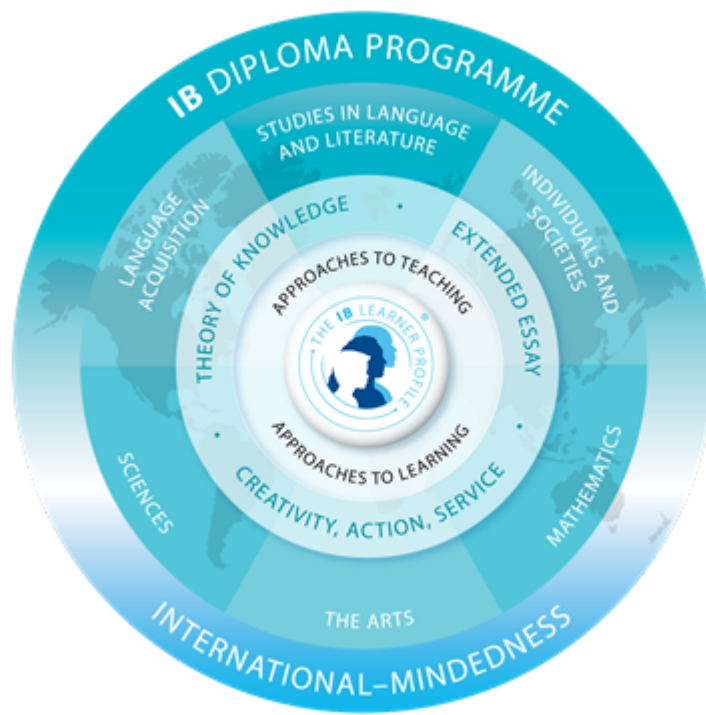 IB DIPLOMA PROGRAMME
STUDIES IN LANGUAGE
AND LITERATURE
LANGUAGE
ACQUISITION
INDIVIDUALS AND
SOCIETIES
THEORY OF KNOWLEDGE
EXTENDED ESSAY
APPROACHES TO TEACHING
THE IB LEARNER PROFILE
®
APPROACHES TO LEARNING
CREATIVITY, ACTION, SERVICE
SCIENCES
MATHEMATICS
THE ARTS
INTERNATIONAL–MINDEDNESS